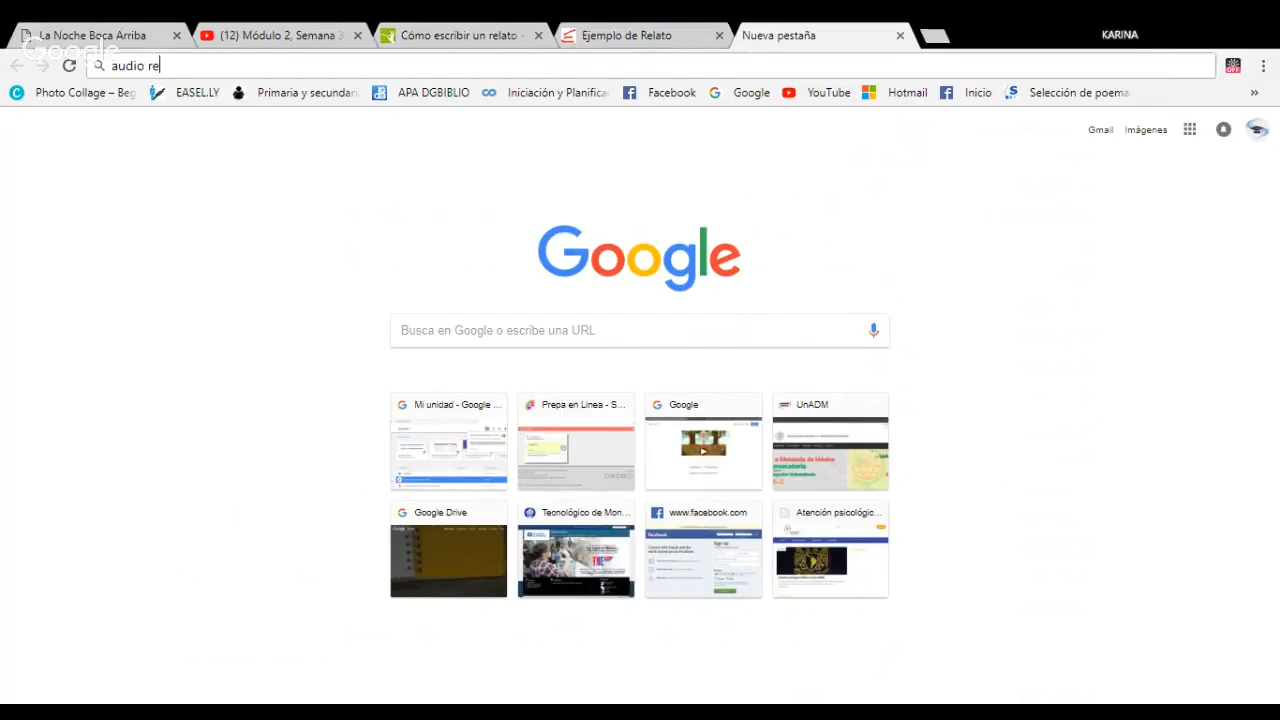 La Noche Boca Arriba
(12) Módulo 2, Semana 3
Cómo escribir un relato -
Ejemplo de Relato
Nueva pestaña
KARINA
Google
audio re
OFF
Photo Collage – Beg
EASEL.LY
Primaria y secundari
APA DGBIBLIO
Iniciación y Planifica
Facebook
Google
YouTube
Hotmail
Inicio
Selección de poema
Gmail
Imágenes
Google
Busca en Google o escribe una URL
Mi unidad - Google ...
Prepa en Linea - S...
Google
UnADM
Google Drive
Tecnológico de Mon...
www.facebook.com
Atención psicológic...